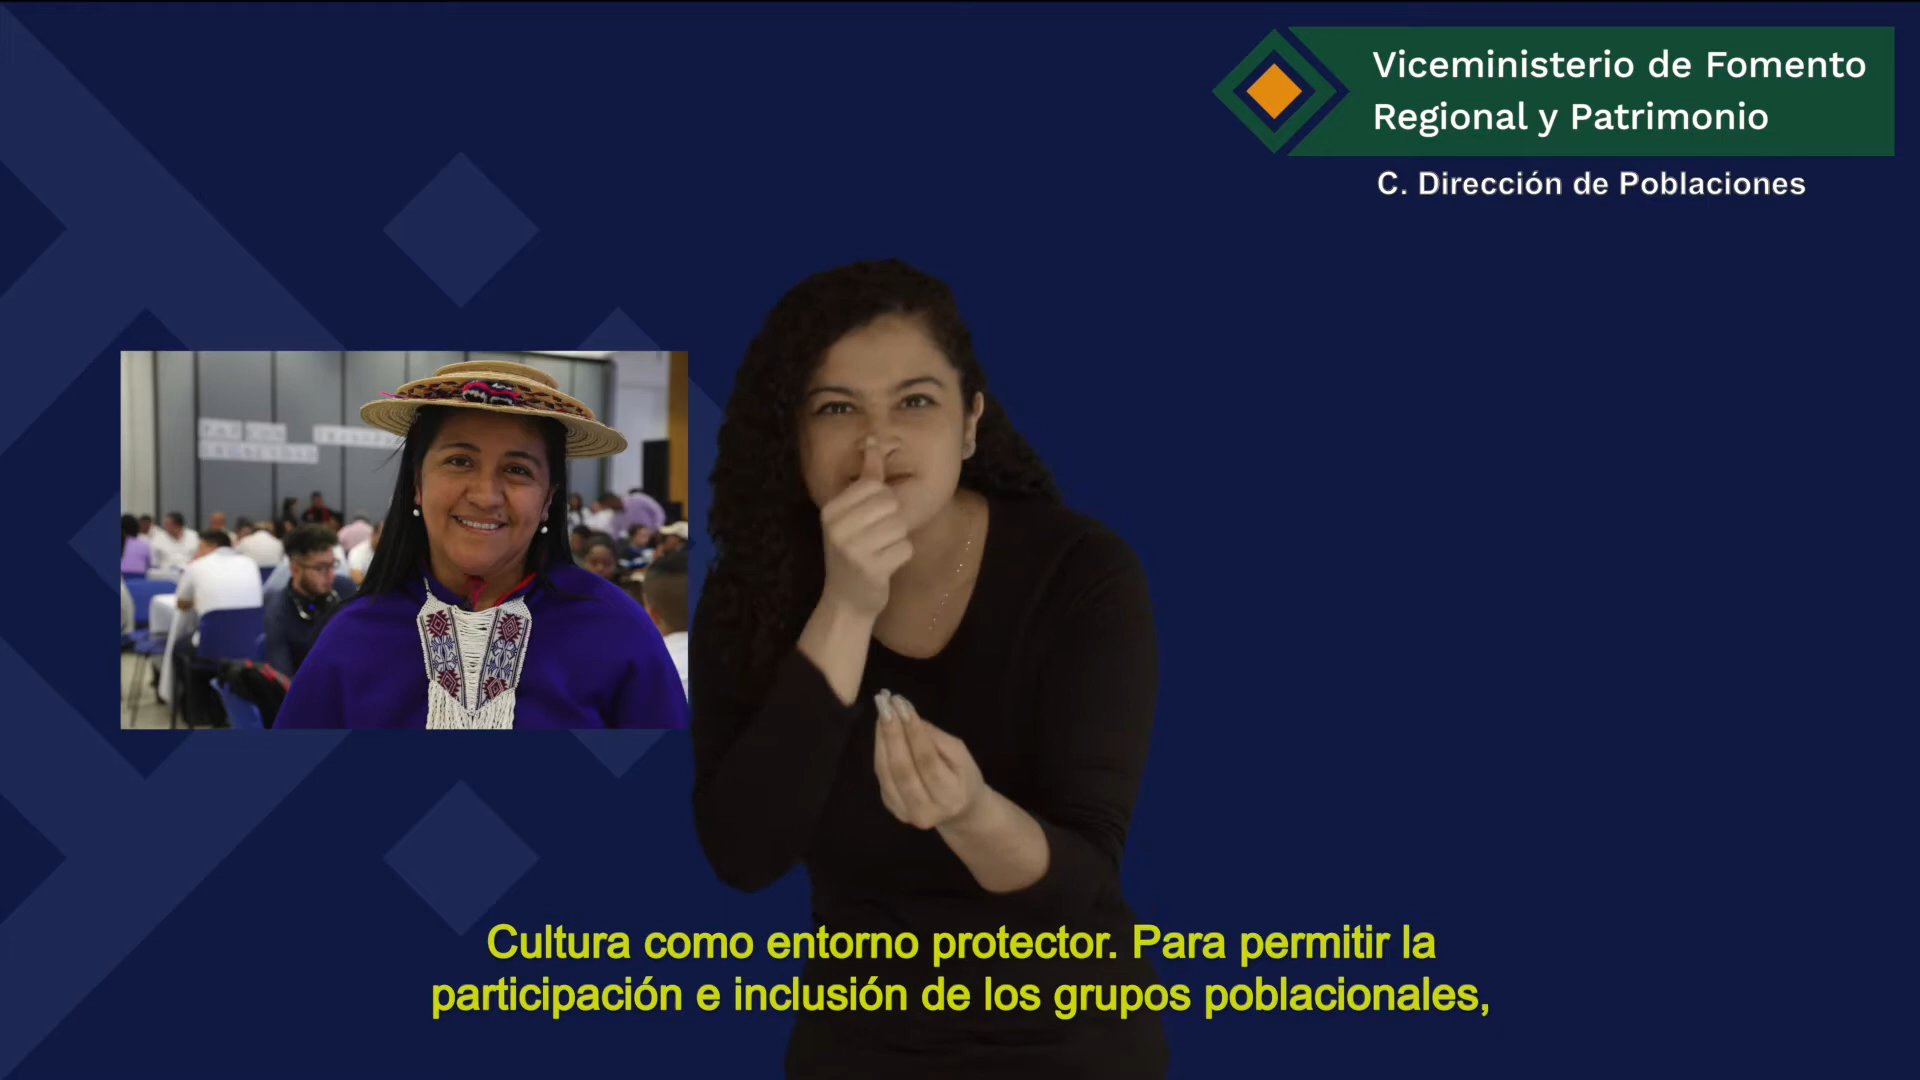 Viceministerio de Fomento
Regional y Patrimonio
C. Dirección de Poblaciones
Cultura como entorno protector. Para permitir la
participación e inclusión de los grupos poblacionales,